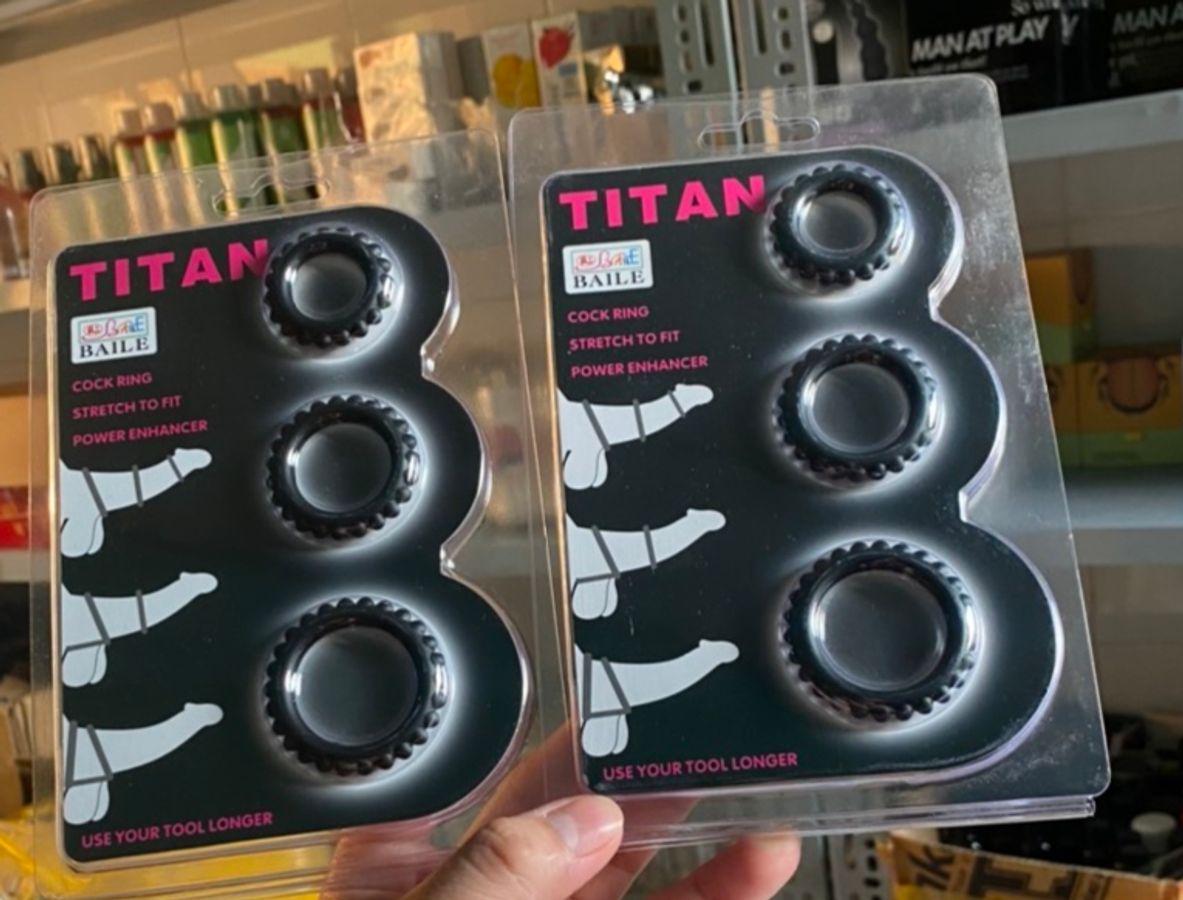 MAN AT PLAY
MAN A
TITAN
BAILE
COCK RING
STRETCH TO FIT
POWER ENHANCER
USE YOUR TOOL LONGER
TITAN
BAILE
COCK RING
STRETCH TO FIT
POWER ENHANCER
USE YOUR TOOL LONGER